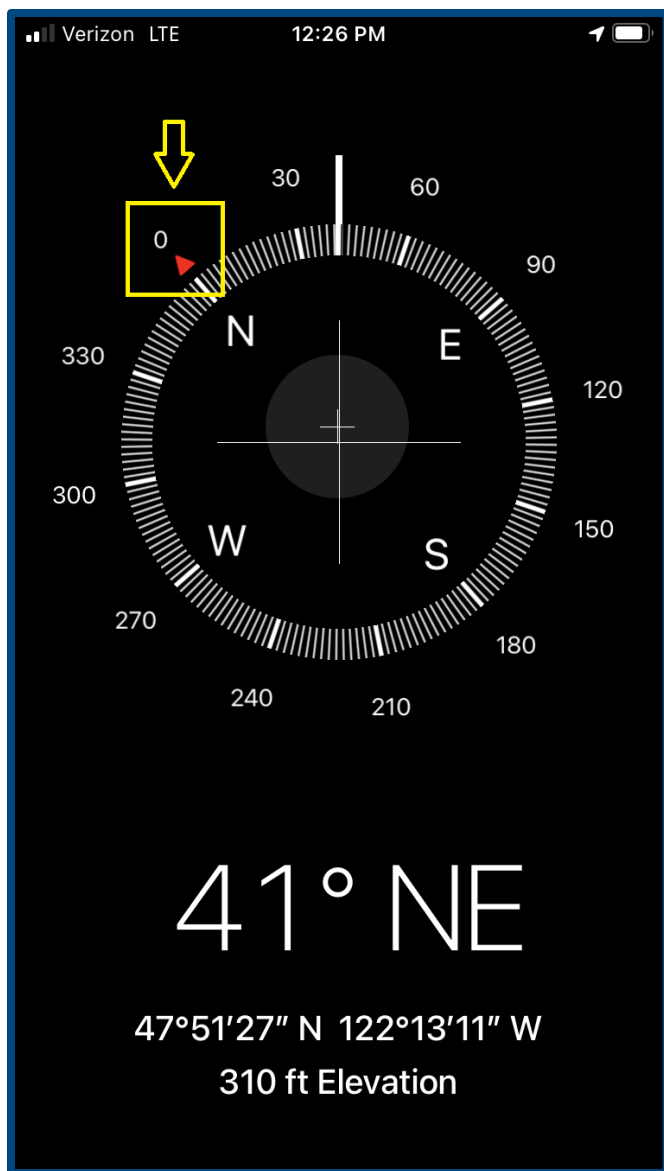 Verizon LTE 12:26 PM
30 60
0 90
N E
330 120
300 150
W S
270 180
240 210
41° NE
47°51′27″ N 122°13′11″ W
310 ft Elevation